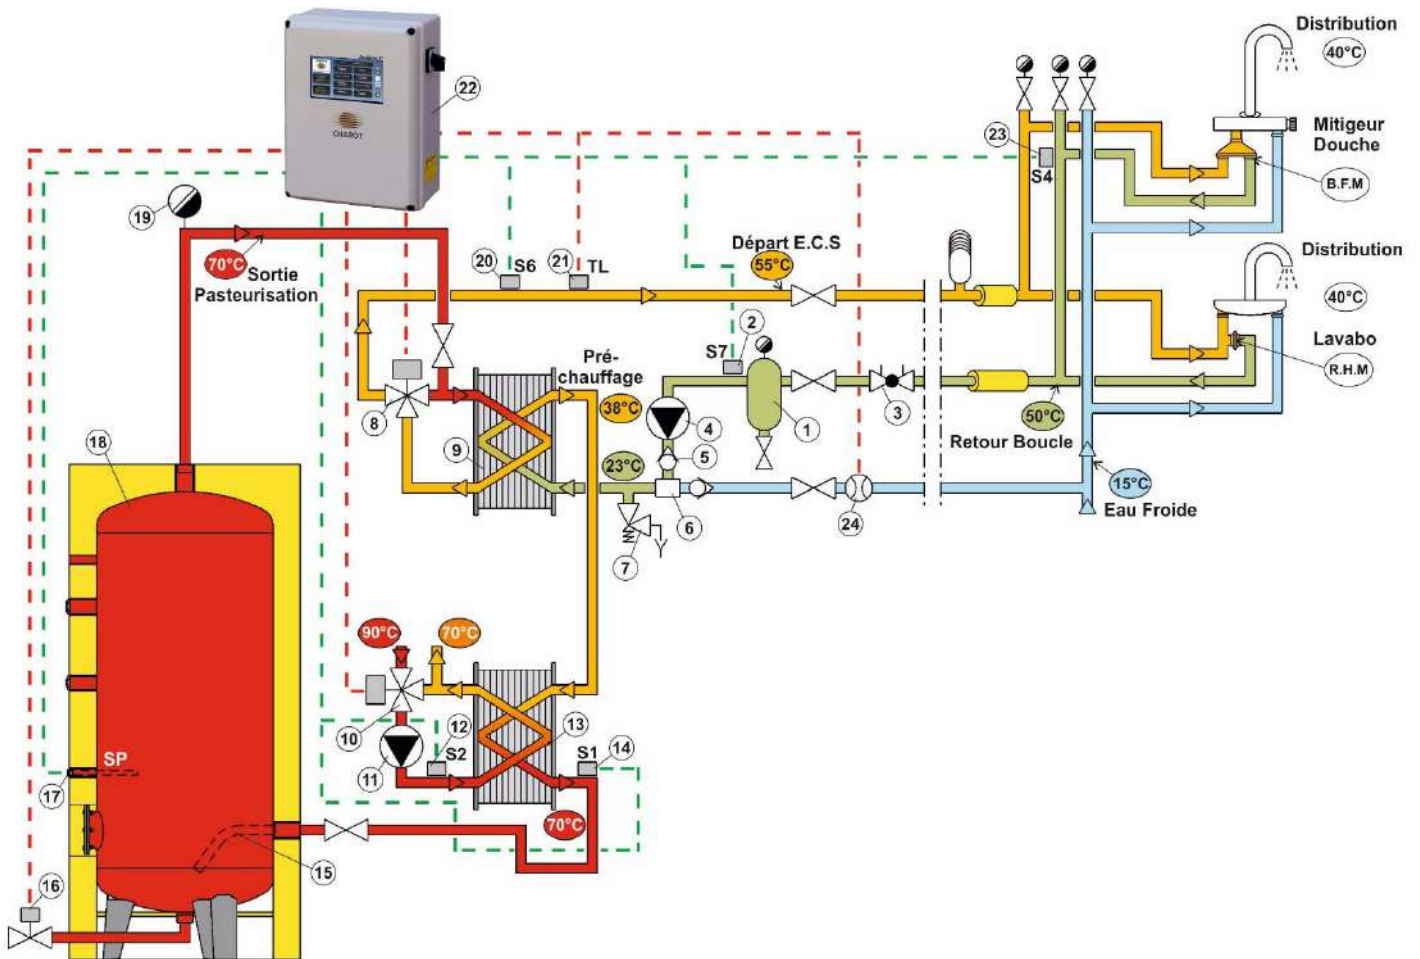 Distribution
40°C
22
CHAROT
23
S4
Mitigeur
Douche
B.F.M
19
70°C
Sortie
Pasteurisation
20
S6
21
TL
Départ E.C.S
55°C
Distribution
40°C
2
S7
Lavabo
R.H.M
Pré-
chauffage
38°C
8
9
4
1
3
50°C
Retour Boucle
5
23°C
18
6
24
15°C
Eau Froide
7
90°C
70°C
10
12
13
S2
S1
14
11
SP
17
70°C
15
16